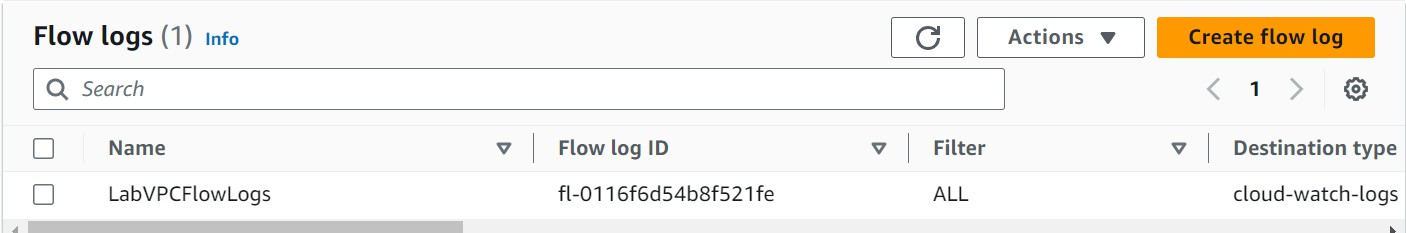 Flow logs (1) Info
Actions Create flow log
Search
1
Name Flow log ID Filter Destination type
LabVPCFlowLogs fl-0116f6d54b8f521fe ALL cloud-watch-logs